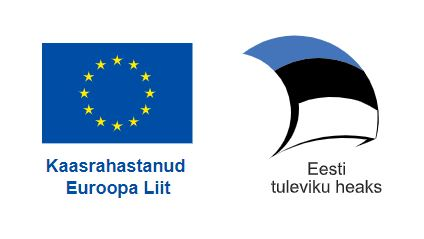 Kaasrahastanud
Euroopa Liit
Eesti
tuleviku heaks